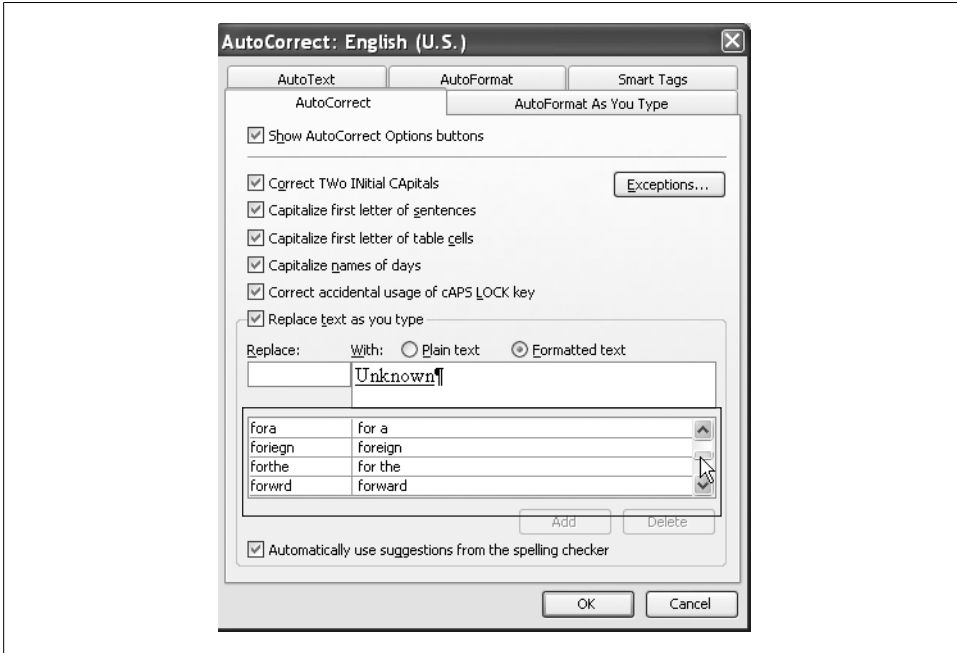 AutoCorrect: English (U.S.)
AutoText AutoFormat Smart Tags
AutoCorrect AutoFormat As You Type
Show AutoCorrect Options buttons
Correct TWo INitial CApitals Exceptions...
Capitalize first letter of sentences
Capitalize first letter of table cells
Capitalize names of days
Correct accidental usage of cAPS LOCK key
Replace text as you type
Replace: With: Plain text Formatted text
Unknown¶
fora for a
foriegn foreign
forthe for the
forwrd forward
Add Delete
Automatically use suggestions from the spelling checker
OK Cancel